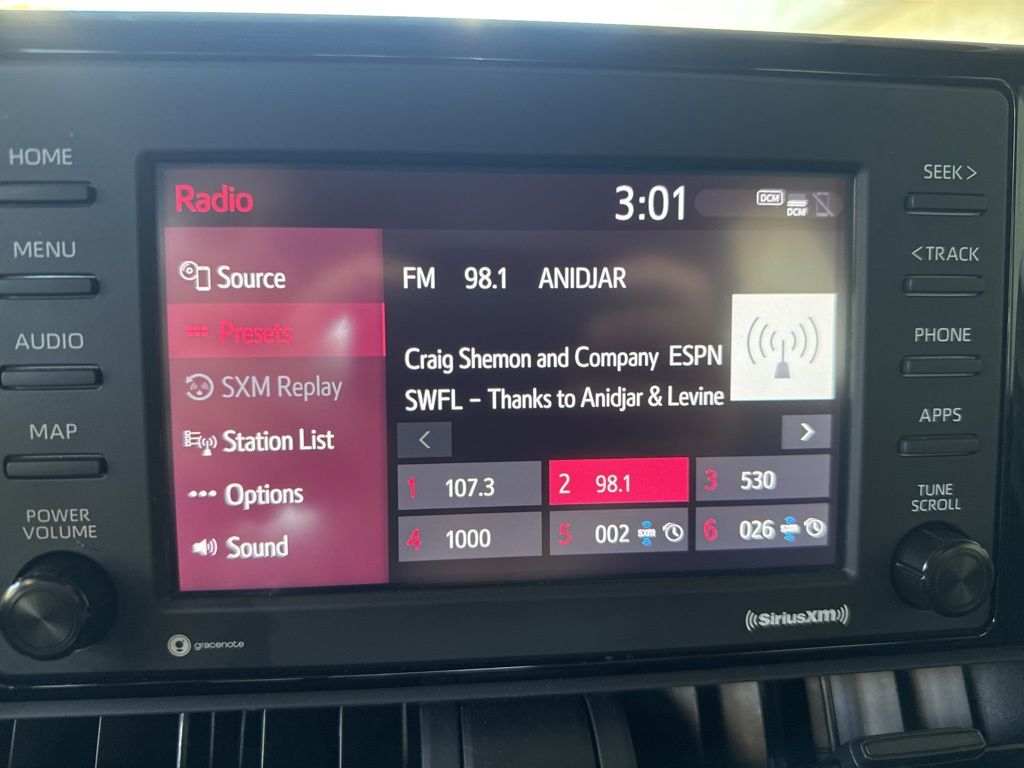 HOME
MENU
AUDIO
MAP
POWER
VOLUME
Radio
3:01
DCM
DCM
Source
Presets
SXM Replay
Station List
Options
Sound
FM 98.1 ANIDJAR
Craig Shemon and Company ESPN
SWFL - Thanks to Anidjar & Levine
< >
1 107.3 2 98.1 3 530
4 1000 5 002 sxm 6 026 sxm
SEEK >
< TRACK
PHONE
APPS
TUNE
SCROLL
gracenote
((SiriusXM))